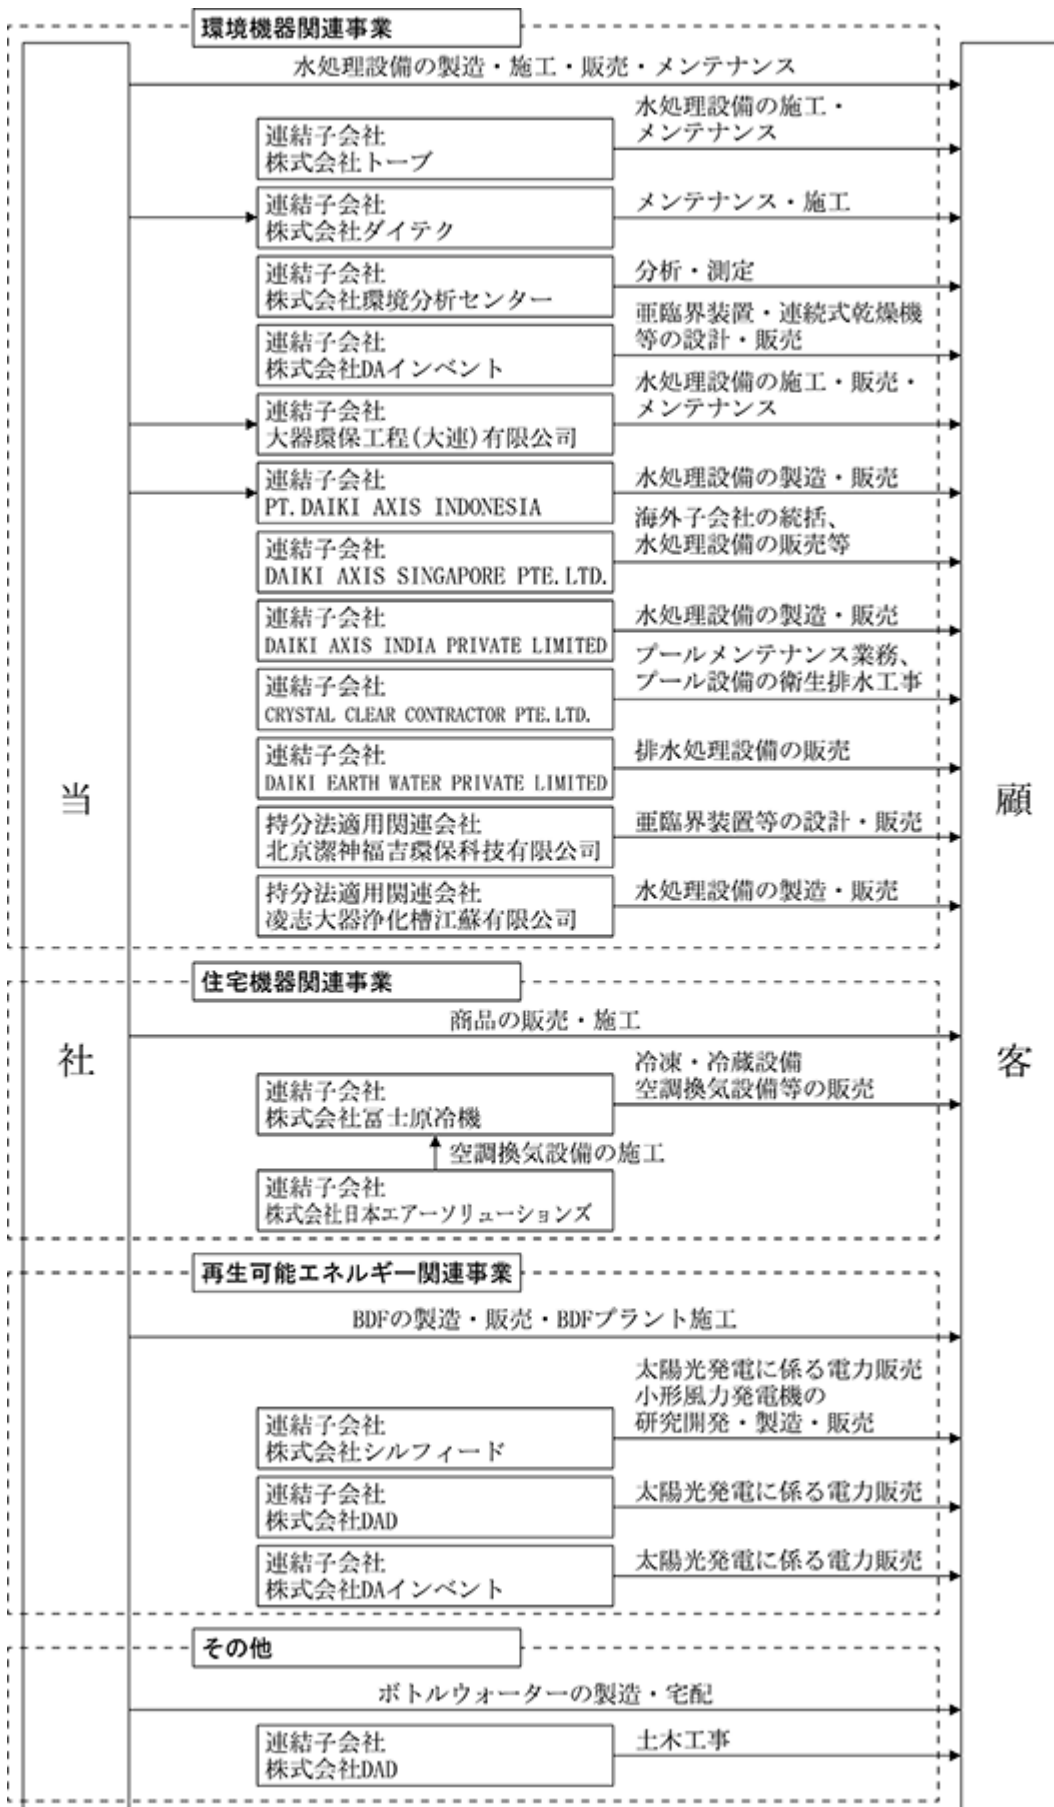 環境機器関連事業
水処理設備の製造・施工・販売・メンテナンス
連結子会社
株式会社トーブ
水処理設備の施工・
メンテナンス
連結子会社
株式会社ダイテク
メンテナンス・施工
連結子会社
株式会社環境分析センター
分析・測定
連結子会社
株式会社DAインベント
亜臨界装置・連続式乾燥機
等の設計・販売
連結子会社
大器環保工程(大連)有限公司
水処理設備の施工・販売・
メンテナンス
連結子会社
PT.DAIKI AXIS INDONESIA
水処理設備の製造・販売
連結子会社
DAIKI AXIS SINGAPORE PTE.LTD.
海外子会社の統括、
水処理設備の販売等
連結子会社
DAIKI AXIS INDIA PRIVATE LIMITED
水処理設備の製造・販売
連結子会社
CRYSTAL CLEAR CONTRACTOR PTE.LTD.
プールメンテナンス業務、
プール設備の衛生排水工事
連結子会社
DAIKI EARTH WATER PRIVATE LIMITED
排水処理設備の販売
持分法適用関連会社
北京潔神福吉環保科技有限公司
亜臨界装置等の設計・販売
持分法適用関連会社
凌志大器浄化槽江蘇有限公司
水処理設備の製造・販売
当
社
顧
客
住宅機器関連事業
商品の販売・施工
連結子会社
株式会社冨士原冷機
冷凍・冷蔵設備
空調換気設備等の販売
空調換気設備の施工
連結子会社
株式会社日本エアーソリューションズ
再生可能エネルギー関連事業
BDFの製造・販売・BDFプラント施工
連結子会社
株式会社シルフィード
太陽光発電に係る電力販売
小形風力発電機の
研究開発・製造・販売
連結子会社
株式会社DAD
太陽光発電に係る電力販売
連結子会社
株式会社DAインベント
太陽光発電に係る電力販売
その他
ボトルウォーターの製造・宅配
連結子会社
株式会社DAD
土木工事